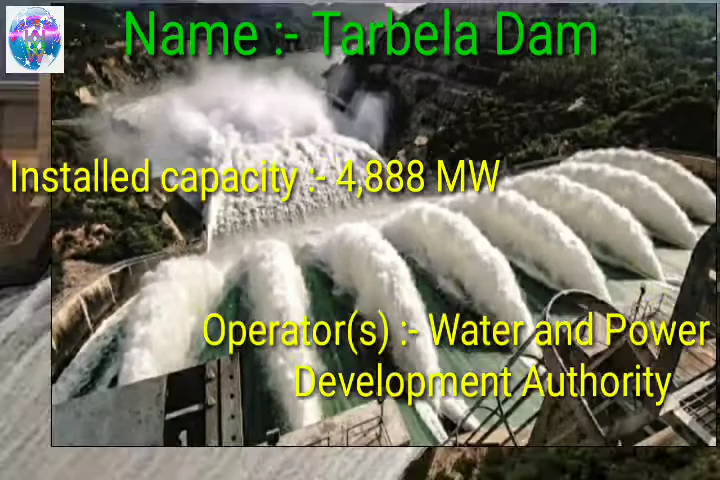 Name :- Tarbela Dam
Installed capacity :- 4,888 MW
Operator(s) :- Water and Power
Development Authority